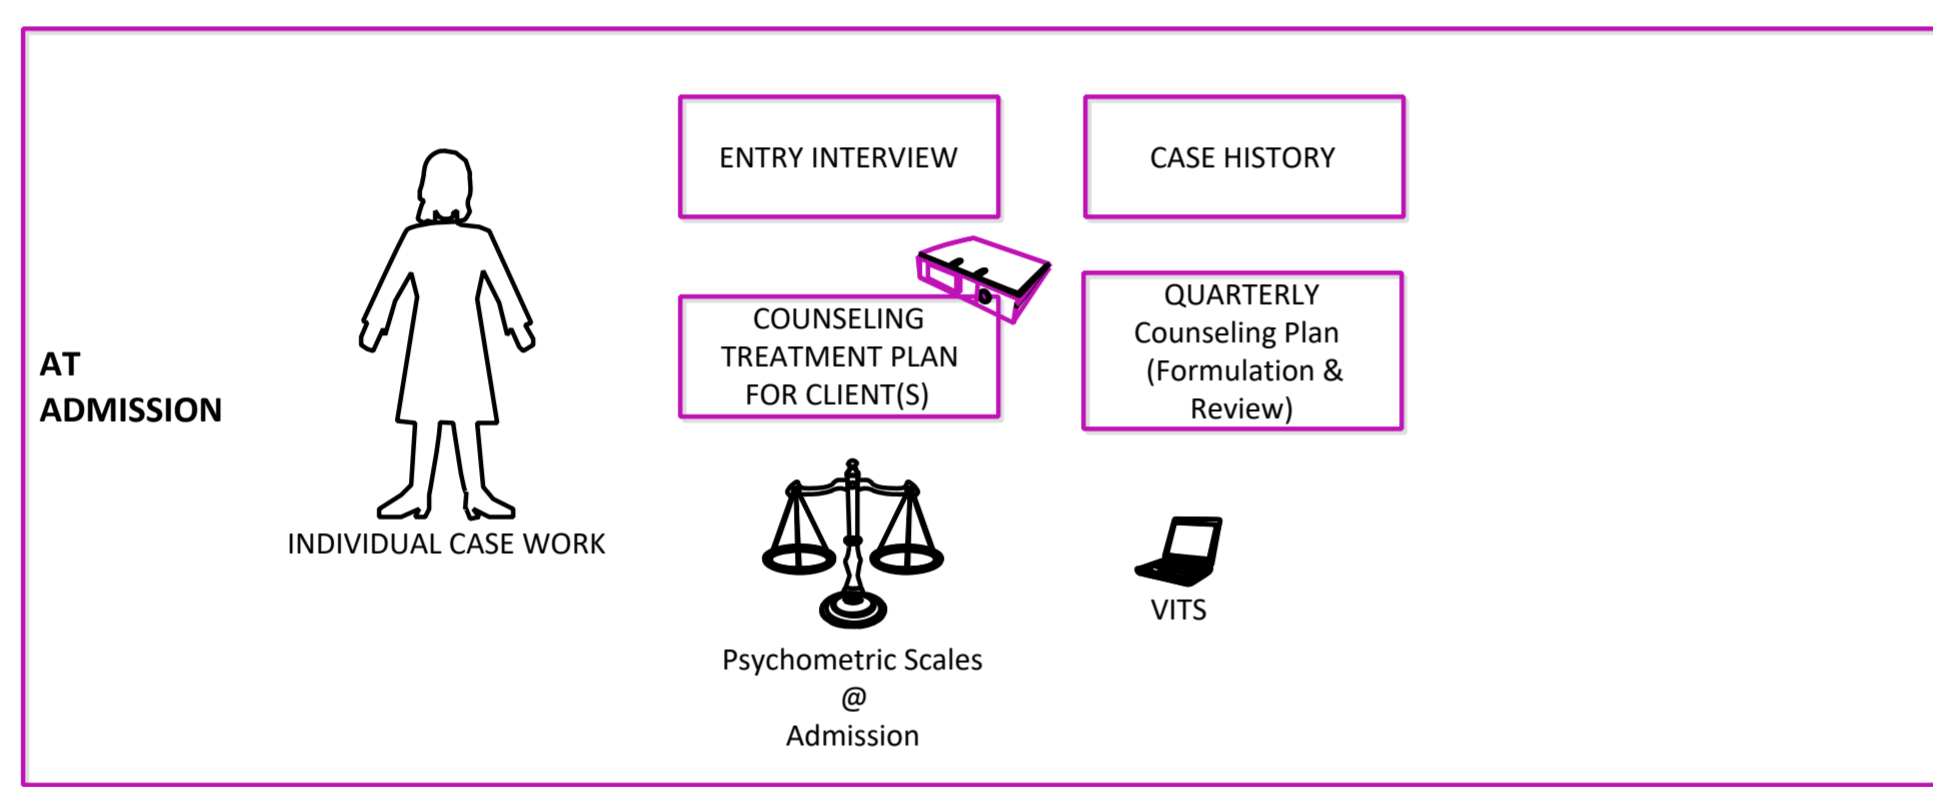 AT
ADMISSION
INDIVIDUAL CASE WORK
ENTRY INTERVIEW
CASE HISTORY
COUNSELING
TREATMENT PLAN
FOR CLIENT(S)
QUARTERLY
Counseling Plan
(Formulation &
Review)
Psychometric Scales
@
Admission
VITS